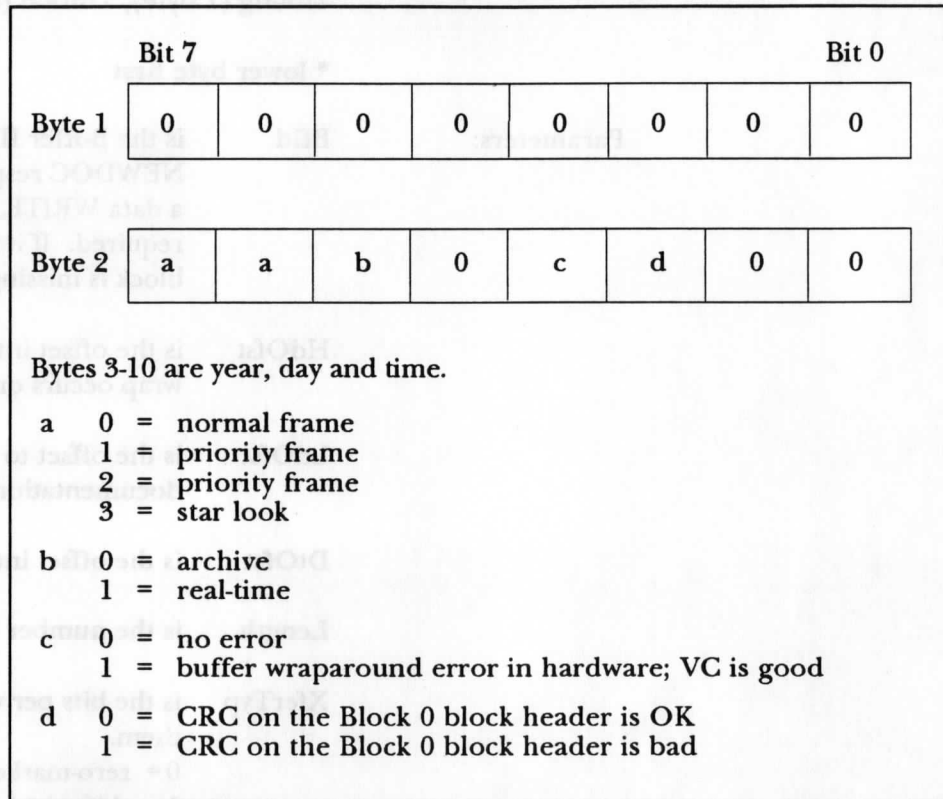 Bit 7 Bit 0
Byte 1 0 0 0 0 0 0 0 0
Byte 2 a a b 0 c d 0 0
Bytes 3-10 are year, day and time.
a 0 = normal frame
1 = priority frame
2 = priority frame
3 = star look
b 0 = archive
1 = real-time
c 0 = no error
1 = buffer wraparound error in hardware; VC is good
d 0 = CRC on the Block 0 block header is OK
1 = CRC on the Block 0 block header is bad